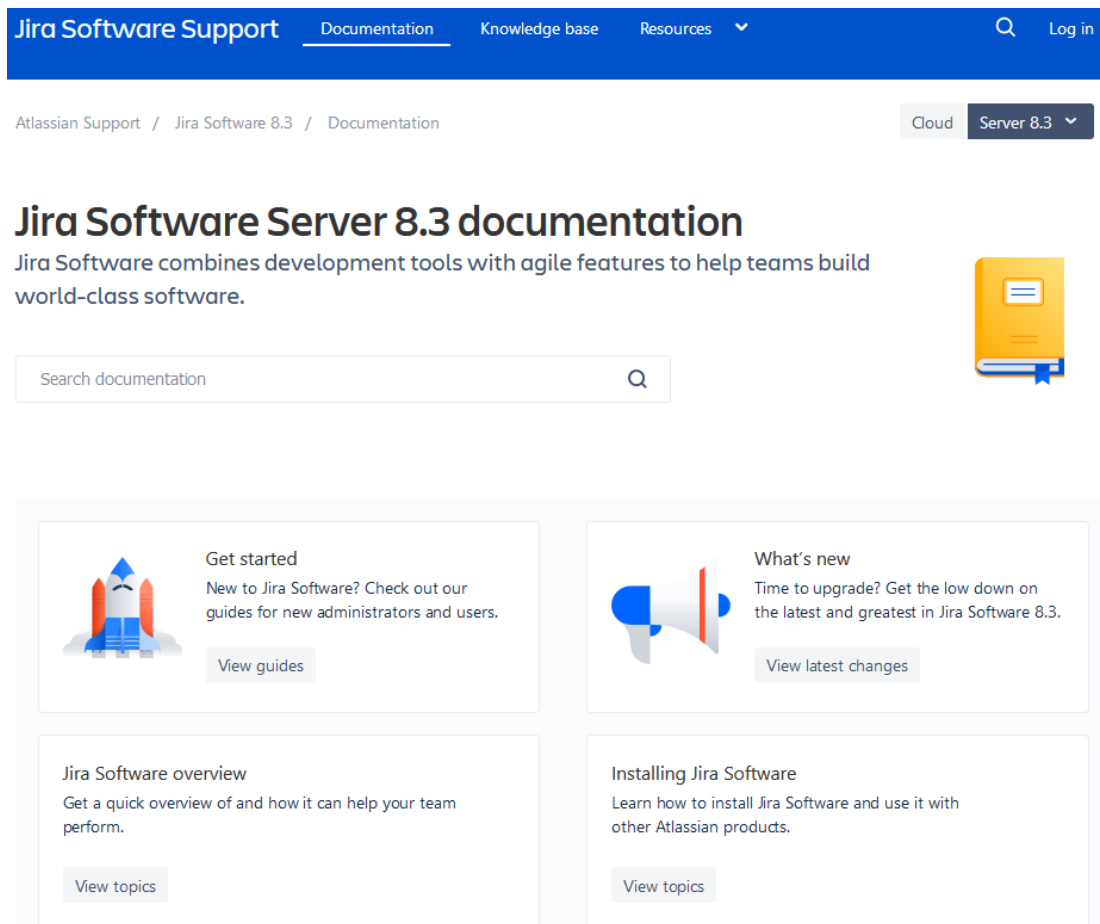 Jira Software Support Documentation Knowledge base Resources Log in
Atlassian Support / Jira Software 8.3 / Documentation Cloud Server 8.3
Jira Software Server 8.3 documentation
Jira Software combines development tools with agile features to help teams build
world-class software.
Search documentation
Get started
New to Jira Software? Check out our
guides for new administrators and users.
View guides
What's new
Time to upgrade? Get the low down on
the latest and greatest in Jira Software 8.3.
View latest changes
Jira Software overview
Get a quick overview of and how it can help your team
perform.
View topics
Installing Jira Software
Learn how to install Jira Software and use it with
other Atlassian products.
View topics